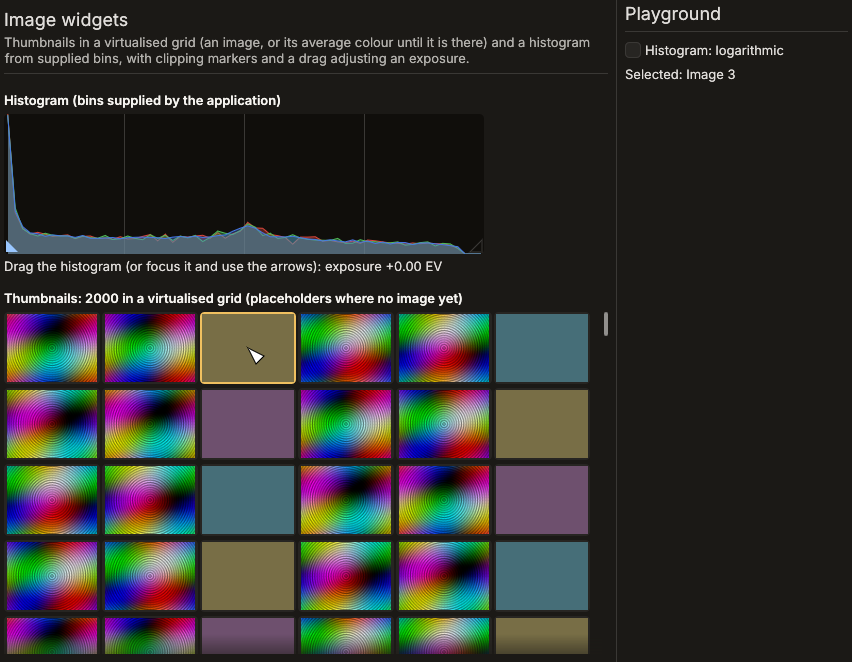 Image widgets
Thumbnails in a virtualised grid (an image, or its average colour until it is there) and a histogram
from supplied bins, with clipping markers and a drag adjusting an exposure.
Histogram (bins supplied by the application)
Drag the histogram (or focus it and use the arrows): exposure +0.00 EV
Thumbnails: 2000 in a virtualised grid (placeholders where no image yet)
Playground
Histogram: logarithmic
Selected: Image 3